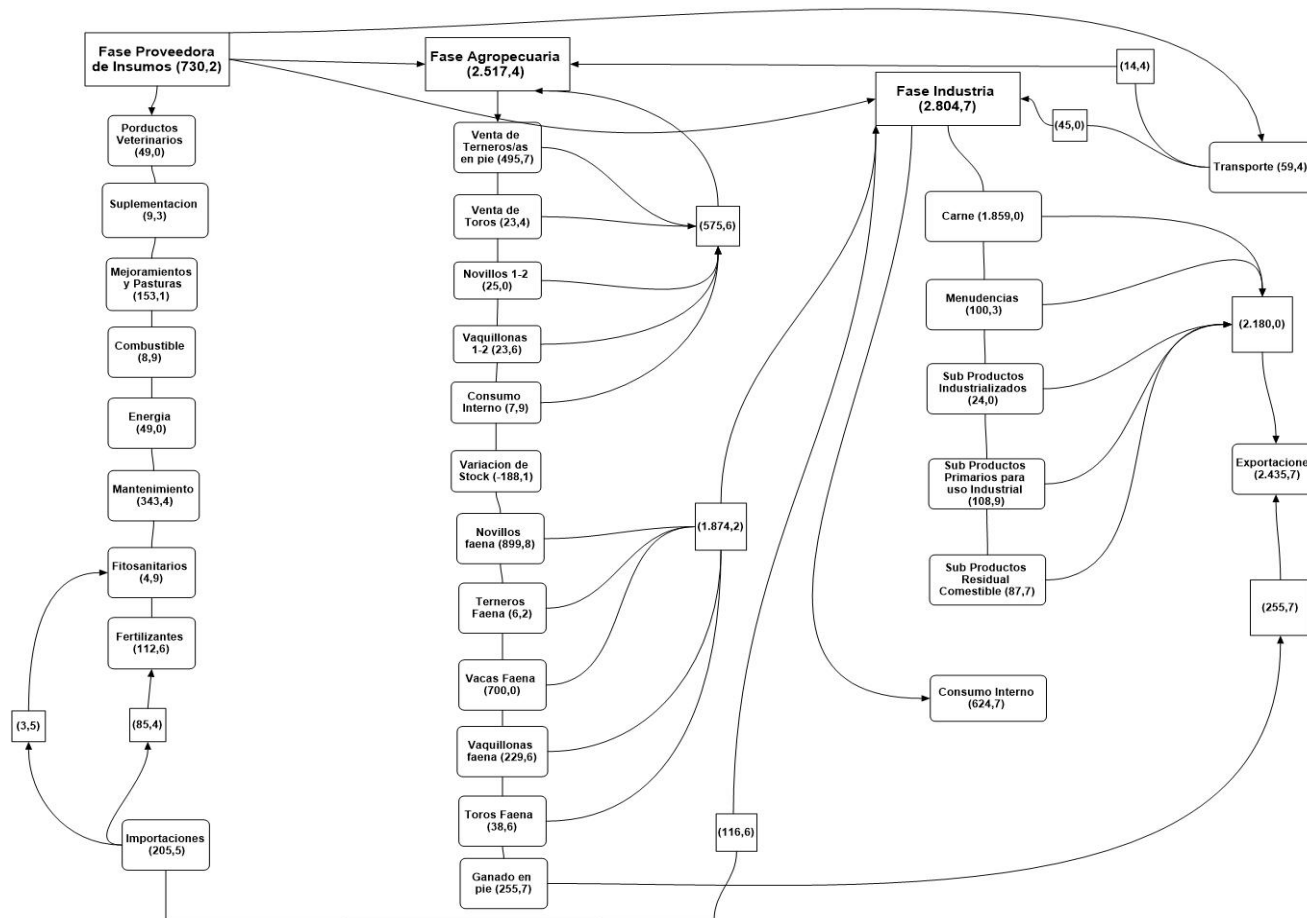 Fase Proveedora
de Insumos (730,2)
Porductos
Veterinarios
(49,0)
Suplementacion
(9,3)
Mejoramientos
y Pasturas
(153,1)
Combustible
(8,9)
Energia
(49,0)
Mantenimiento
(343,4)
Fitosanitarios
(4,9)
Fertilizantes
(112,6)
(3,5)
(85,4)
Importaciones
(205,5)
Fase Agropecuaria
(2.517,4)
Venta de
Terneros/as
en pie (495,7)
Venta de
Toros (23,4)
Novillos 1-2
(25,0)
Vaquillonas
1-2 (23,6)
Consumo
Interno (7,9)
Variacion de
Stock (-188,1)
Novillos
faena (899,8)
Terneros
Faena (6,2)
Vacas Faena
(700,0)
Vaquillonas
faena (229,6)
Toros Faena
(38,6)
Ganado en
pie (255,7)
(575,6)
(1.874,2)
(116,6)
Fase Industria
(2.804,7)
Carne (1.859,0)
Menudencias
(100,3)
Sub Productos
Industrializados
(24,0)
Sub Productos
Primarios para
uso Industrial
(108,9)
Sub Productos
Residual
Comestible (87,7)
Consumo Interno
(624,7)
(14,4)
(45,0)
Transporte (59,4)
(2.180,0)
Exportaciones
(2.435,7)
(255,7)